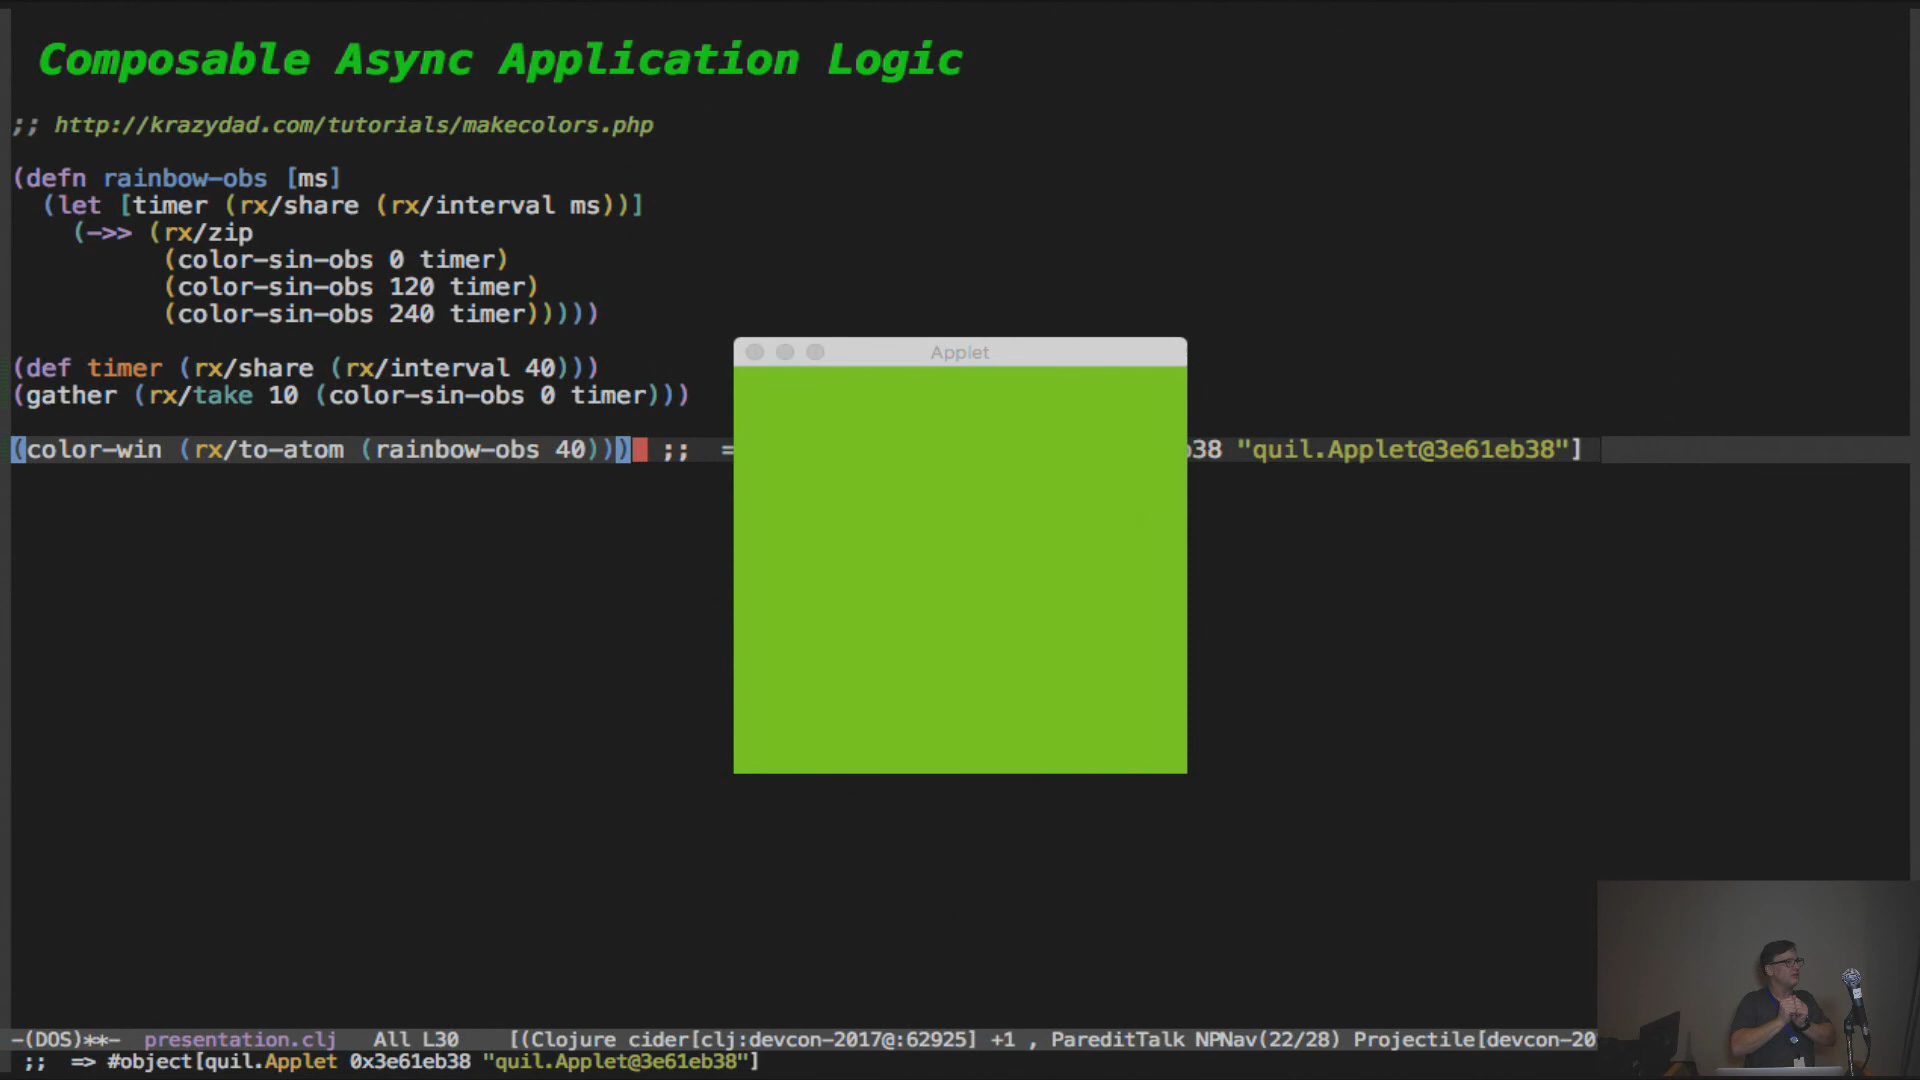 Composable Async Application Logic
;; http://krazydad.com/tutorials/makecolors.php
(defn rainbow-obs [ms]
(let [timer (rx/share (rx/interval ms))]
(->> (rx/zip
(color-sin-obs 0 timer)
(color-sin-obs 120 timer)
(color-sin-obs 240 timer)))))
(def timer (rx/share (rx/interval 40)))
(gather (rx/take 10 (color-sin-obs 0 timer)))
Applet
(color-win (rx/to-atom (rainbow-obs 40))) ;; = b38 "quil.Applet@3e61eb38"]
-(DOS)**- presentation.clj All L30 [(Clojure cider[clj:devcon-2017@:62925] +1 , PareditTalk NPNav(22/28) Projectile[devcon-20
;; => #object[quil.Applet 0x3e61eb38 "quil.Applet@3e61eb38"]